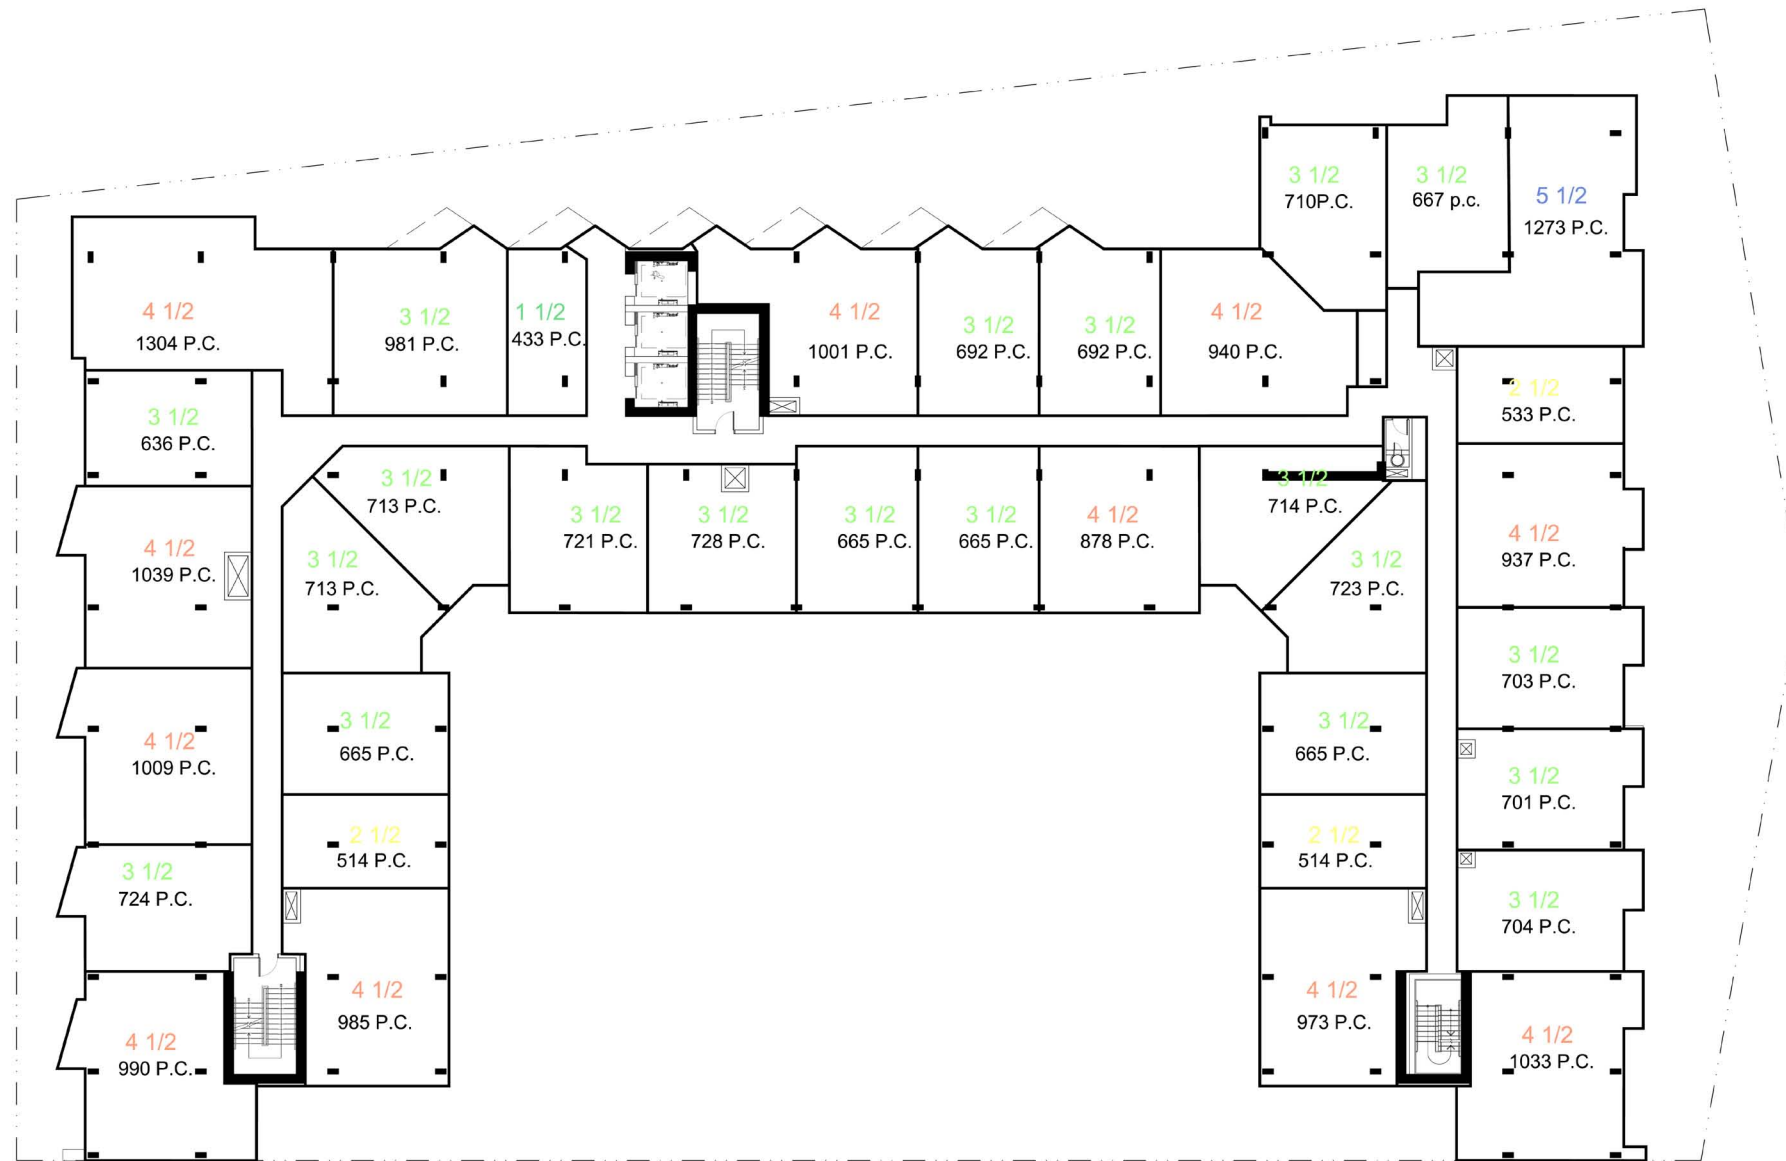 3 1/2
710P.C.
3 1/2
667 p.c.
5 1/2
1273 P.C.
4 1/2
1304 P.C.
3 1/2
981 P.C.
1 1/2
433 P.C.
4 1/2
1001 P.C.
3 1/2
692 P.C.
3 1/2
692 P.C.
4 1/2
940 P.C.
2 1/2
533 P.C.
3 1/2
636 P.C.
3 1/2
713 P.C.
3 1/2
721 P.C.
3 1/2
728 P.C.
3 1/2
665 P.C.
3 1/2
665 P.C.
4 1/2
878 P.C.
3 1/2
714 P.C.
4 1/2
937 P.C.
4 1/2
1039 P.C.
3 1/2
713 P.C.
3 1/2
723 P.C.
3 1/2
703 P.C.
4 1/2
1009 P.C.
3 1/2
665 P.C.
3 1/2
665 P.C.
3 1/2
701 P.C.
3 1/2
724 P.C.
2 1/2
514 P.C.
2 1/2
514 P.C.
3 1/2
704 P.C.
4 1/2
990 P.C.
4 1/2
985 P.C.
4 1/2
973 P.C.
4 1/2
1033 P.C.